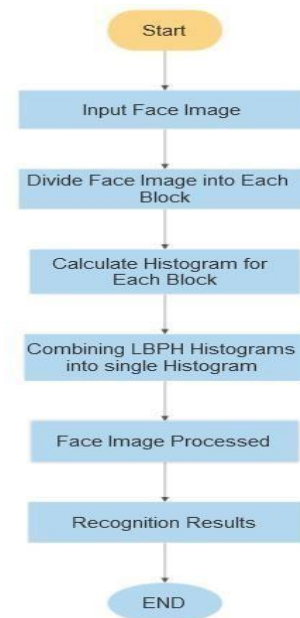 Start
Input Face Image
Divide Face Image into Each
Block
Calculate Histogram for
Each Block
Combining LBPH Histograms
into single Histogram
Face Image Processed
Recognition Results
END